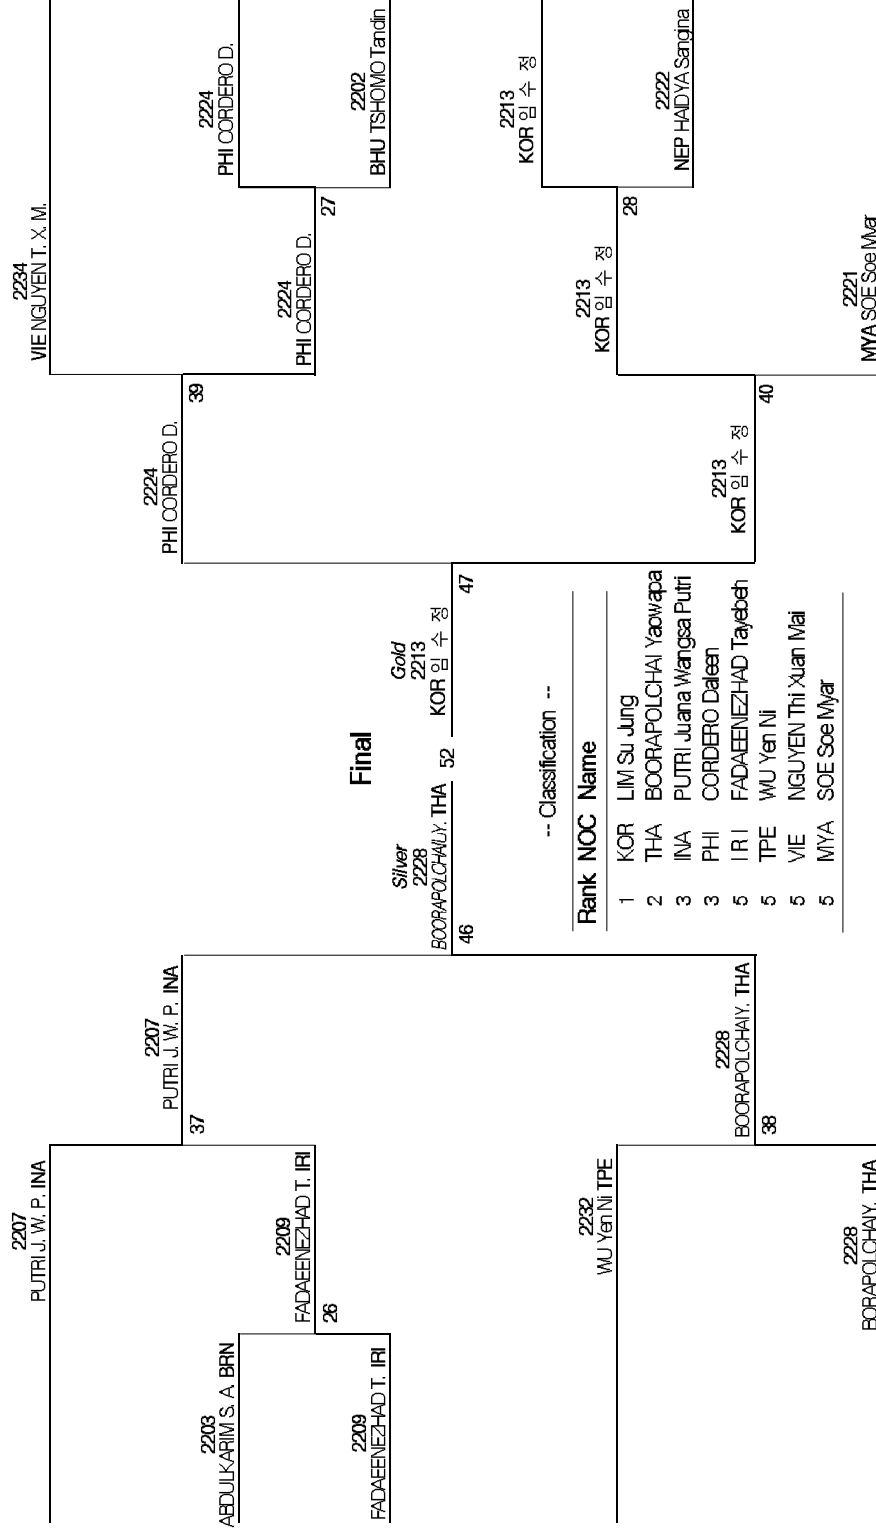 2207
PUTRI J. W. P. INA
2203
ABDULKARIM S. A. BRN
2209
FADAEENEZHAD T. IRI
26
2209
FADAEENEZHAD T. IRI
37
2207
PUTRI J. W. P. INA
2232
WU Yen Ni TPE
2228
BORAPOLCHAIY. THA
38
2228
BOORAPOLCHAIY. THA
46
Final
Silver
2228
BOORAPOLCHAILY. THA
52
Gold
2213
KOR 임 수 정
47
-- Classification --
Rank NOC Name
1 KOR LIM Su Jung
2 THA BOORAPOLCHAI Yaowapa
3 INA PUTRI Juana Wangsa Putri
3 PHI CORDERO Daleen
5 I R I FADAEENEZHAD Tayebeh
5 TPE WU Yen Ni
5 VIE NGUYEN Thi Xuan Mai
5 MYA SOE Soe Myar
2224
PHI CORDERO D.
39
2234
VIE NGUYEN T. X. M.
2224
PHI CORDERO D.
27
2224
PHI CORDERO D.
2202
BHU TSHOMO Tandin
2213
KOR 임 수 정
40
2213
KOR 임 수 정
28
2213
KOR 임 수 정
2222
NEP HAIDYA Sangina
2221
MYA SOE Soe Myar